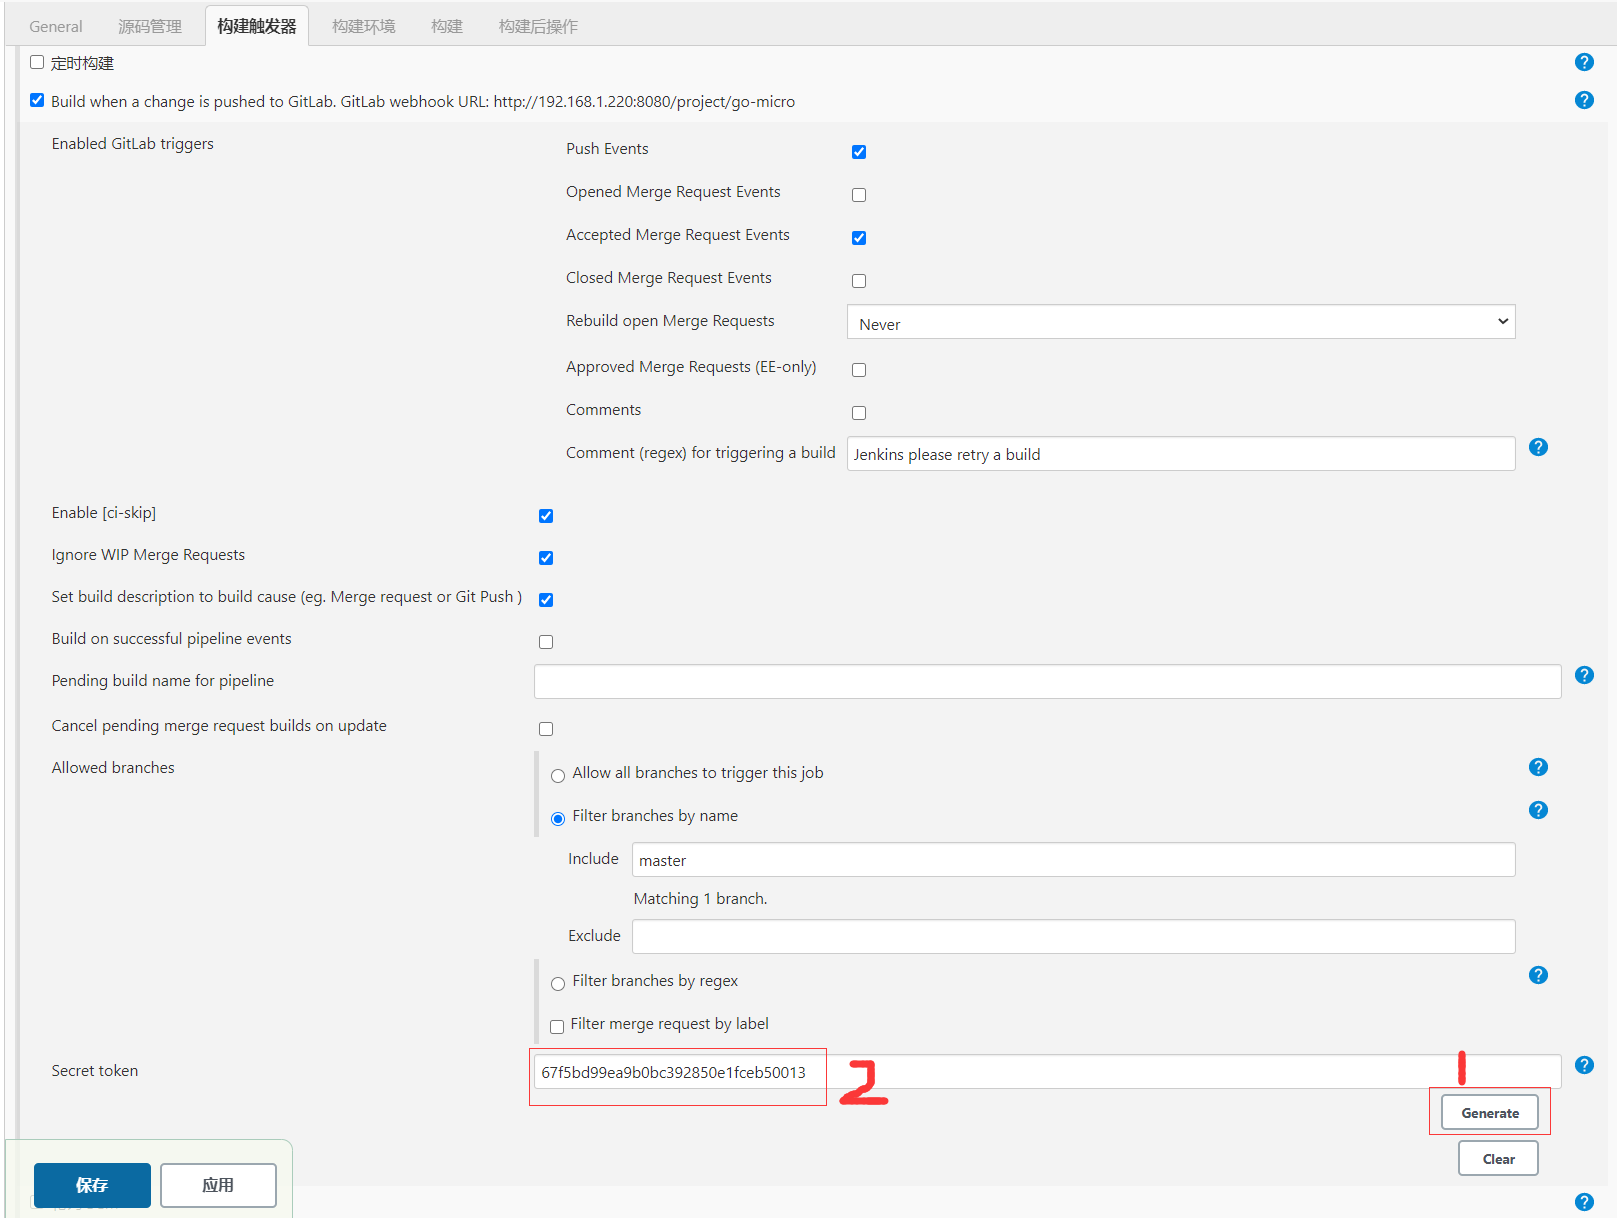 General 源码管理 构建触发器 构建环境 构建 构建后操作
定时构建
Build when a change is pushed to GitLab. GitLab webhook URL: http://192.168.1.220:8080/project/go-micro
Enabled GitLab triggers
Push Events
Opened Merge Request Events
Accepted Merge Request Events
Closed Merge Request Events
Rebuild open Merge Requests Never
Approved Merge Requests (EE-only)
Comments
Comment (regex) for triggering a build Jenkins please retry a build
Enable [ci-skip]
Ignore WIP Merge Requests
Set build description to build cause (eg. Merge request or Git Push )
Build on successful pipeline events
Pending build name for pipeline
Cancel pending merge request builds on update
Allowed branches
Allow all branches to trigger this job
Filter branches by name
Include master
Matching 1 branch.
Exclude
Filter branches by regex
Filter merge request by label
Secret token 67f5bd99ea9b0bc392850e1fceb50013 2 1
Generate
Clear
保存 应用